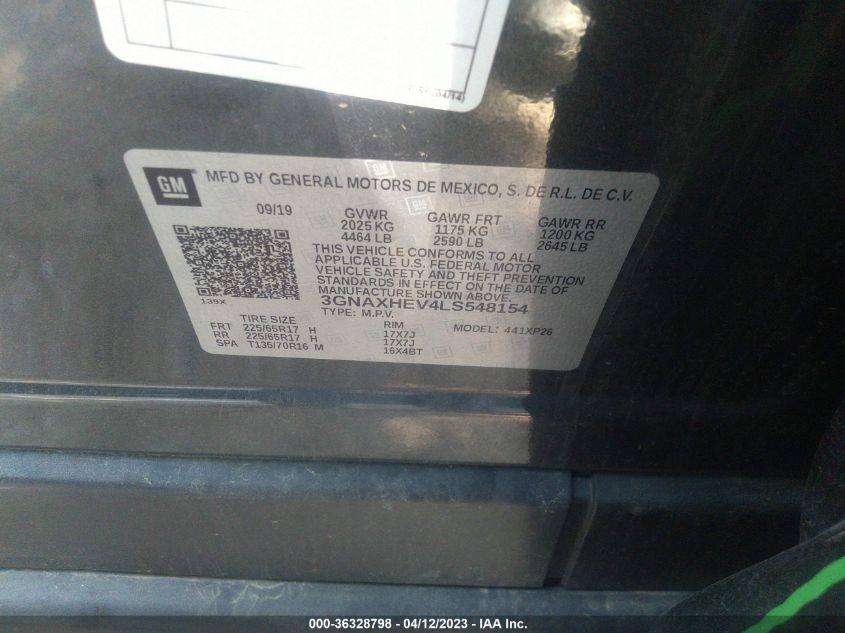 (04/14)
GM MFD BY GENERAL MOTORS DE MEXICO, S. DE R.L. DE C.V.
09/19 GVWR GAWR FRT GAWR RR
2025 KG 1175 KG 1200 KG
4464 LB 2590 LB 2645 LB
THIS VEHICLE CONFORMS TO ALL
APPLICABLE U.S. FEDERAL MOTOR
VEHICLE SAFETY AND THEFT PREVENTION
STANDARDS IN EFFECT ON THE DATE OF
MANUFACTURE SHOWN ABOVE.
139X 3GNAXHEV4LS548154
TYPE: M.P.V. MODEL: 441XP26
TIRE SIZE RIM
FRT 225/65R17 H 17X7J
RR 225/65R17 H 17X7J
SPA T135/70R16 M 16X4BT
000-36328798 - 04/12/2023 - IAA Inc.